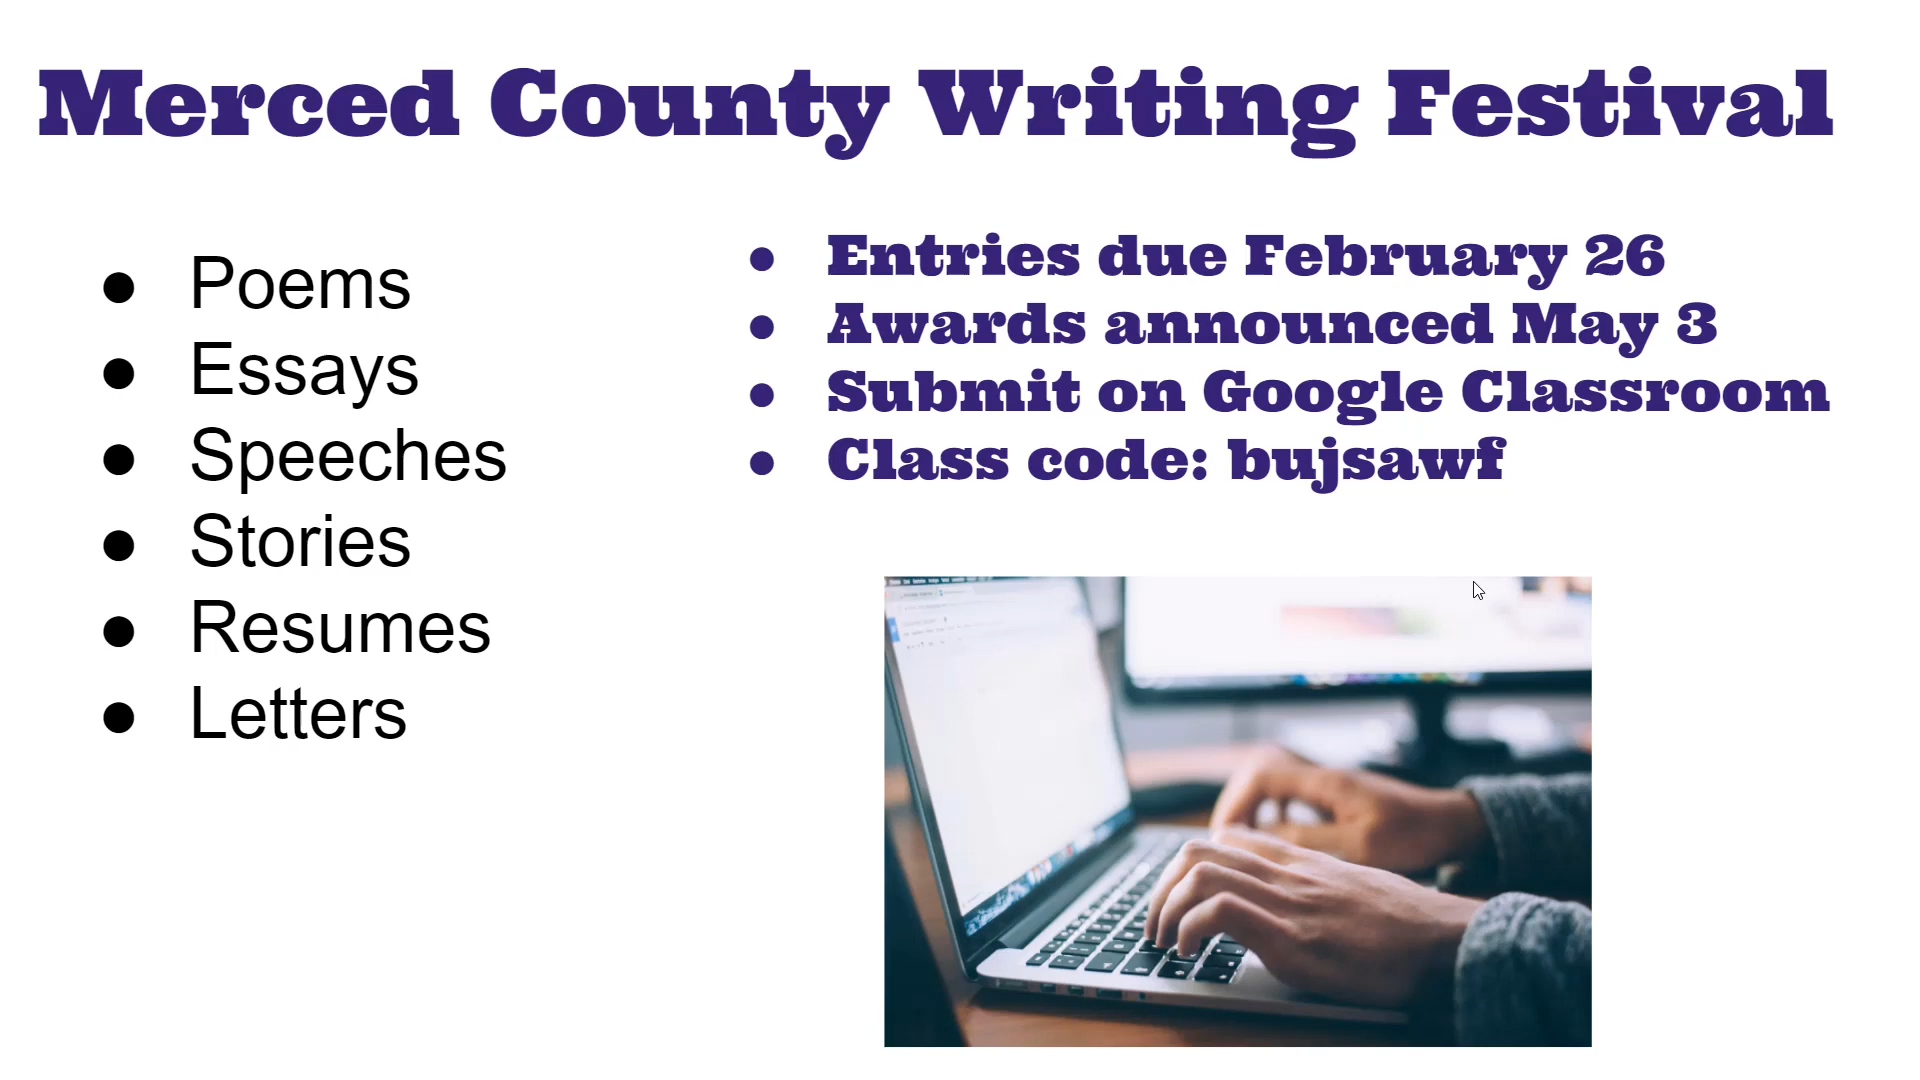 Merced County Writing Festival
● Poems
● Essays
● Speeches
● Stories
● Resumes
● Letters
● Entries due February 26
● Awards announced May 3
● Submit on Google Classroom
● Class code: bujsawf